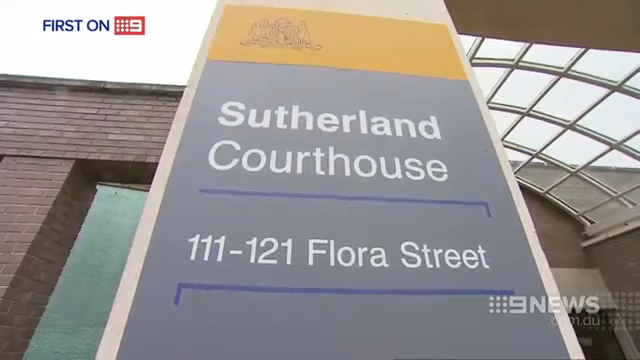 FIRST ON 9
Sutherland
Courthouse
111-121 Flora Street
9NEWS
.com.au